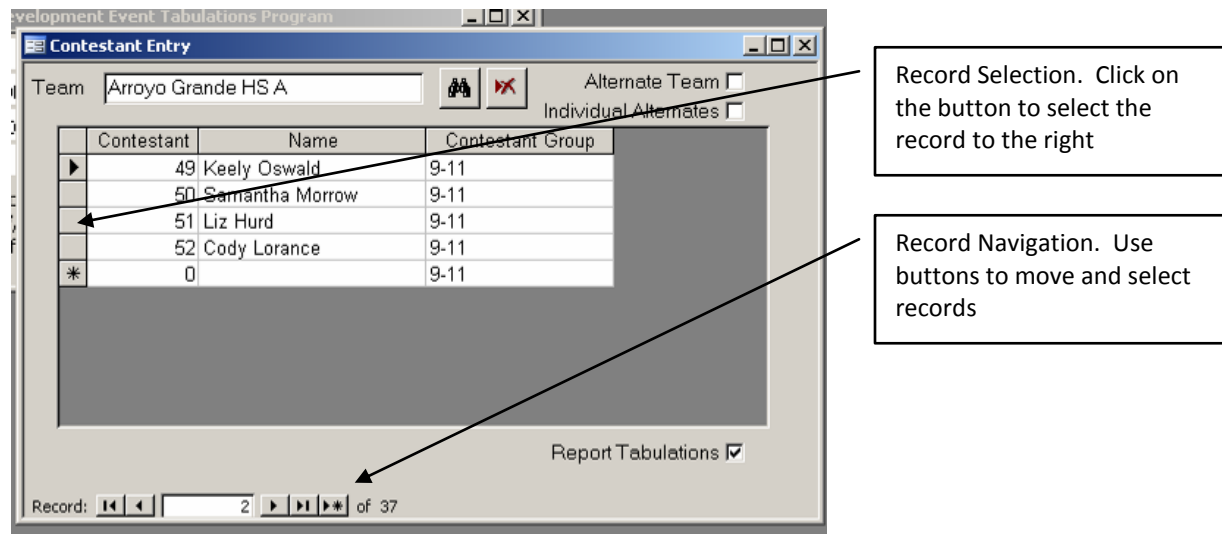 velopment Event Tabulations Program
Contestant Entry
Team Arroyo Grande HS A Alternate Team
Individual Alternates
Contestant Name Contestant Group
49 Keely Oswald 9-11
50 Samantha Morrow 9-11
51 Liz Hurd 9-11
52 Cody Lorance 9-11
0 9-11
Report Tabulations
Record: 2 of 37
Record Selection. Click on
the button to select the
record to the right
Record Navigation. Use
buttons to move and select
records